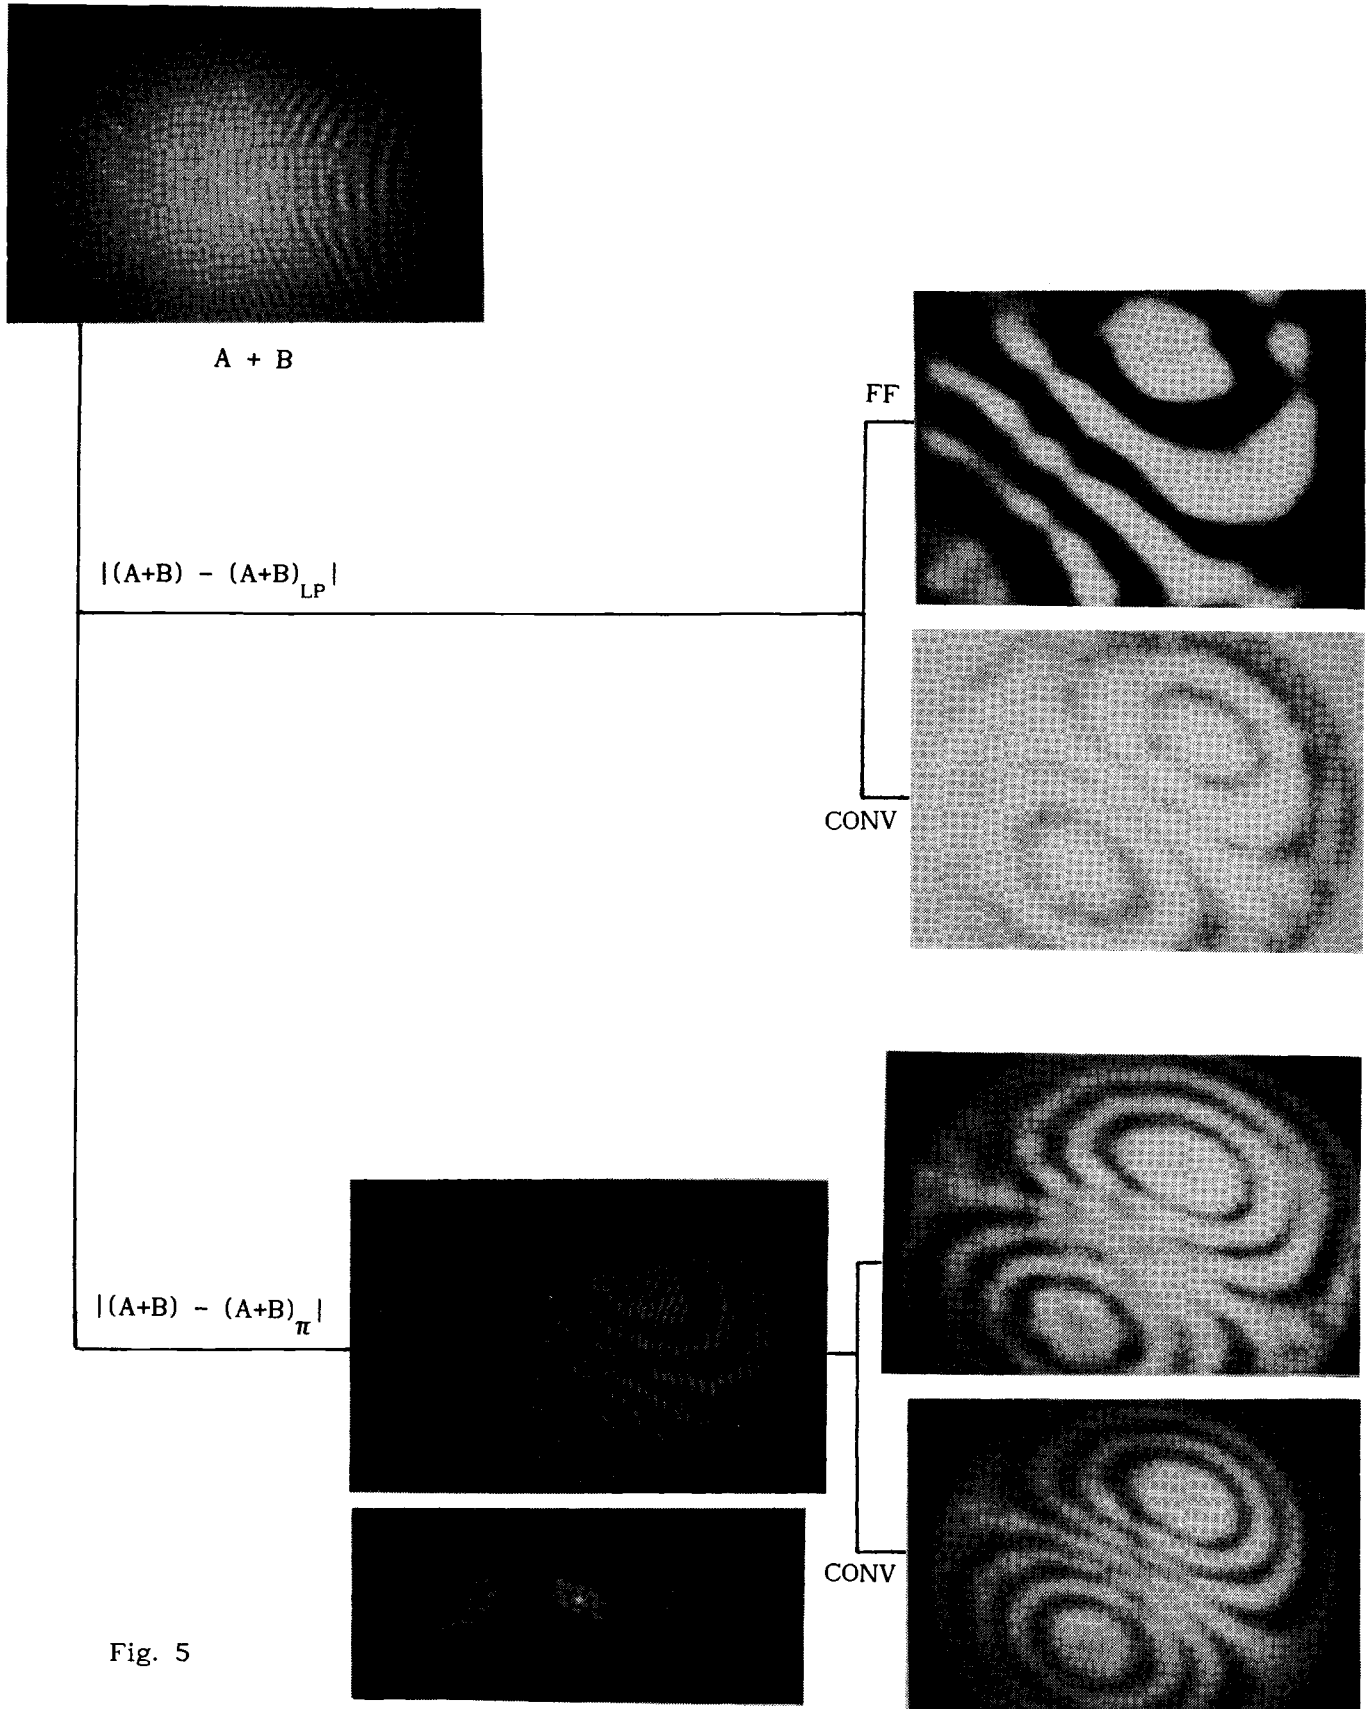 A + B
FF
|(A+B) - (A+B)LP|
CONV
|(A+B) - (A+B)π|
CONV
Fig. 5